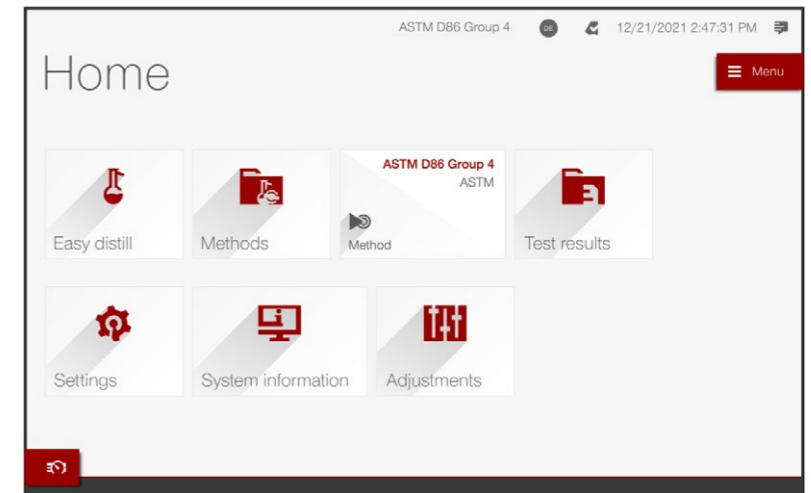 ASTM D86 Group 4 DE 12/21/2021 2:47:31 PM
Home
Menu
Easy distill
Methods
ASTM D86 Group 4
ASTM
Method
Test results
Settings
System information
Adjustments